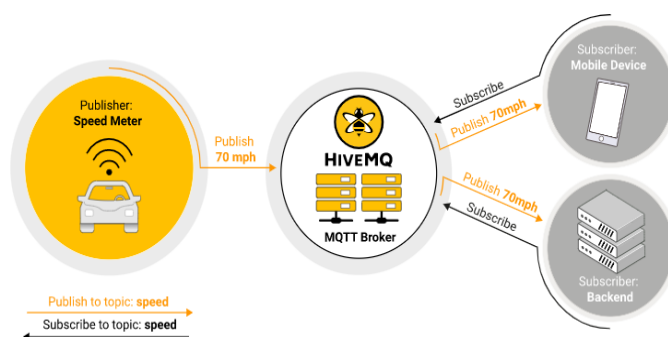 Publisher:
Speed Meter
Publish
70 mph
HIVEMQ
MQTT Broker
Subscribe
Publish 70mph
Subscriber:
Mobile Device
Publish 70mph
Subscribe
Subscriber:
Backend
Publish to topic: speed
Subscribe to topic: speed